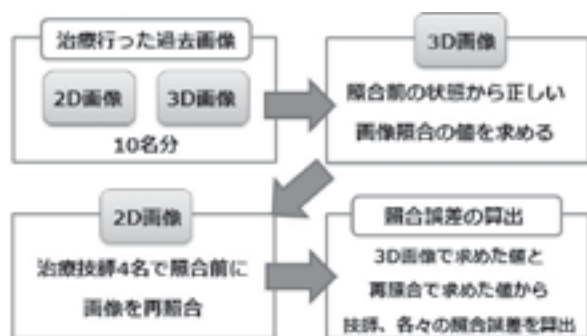 治療行った過去画像
2D画像
3D画像
10名分
3D画像
照合前の状態から正しい
画像照合の値を求める
2D画像
治療技師4名で照合前に
画像を再照合
照合誤差の算出
3D画像で求めた値と
再照合で求めた値から
技師、各々の照合誤差を算出